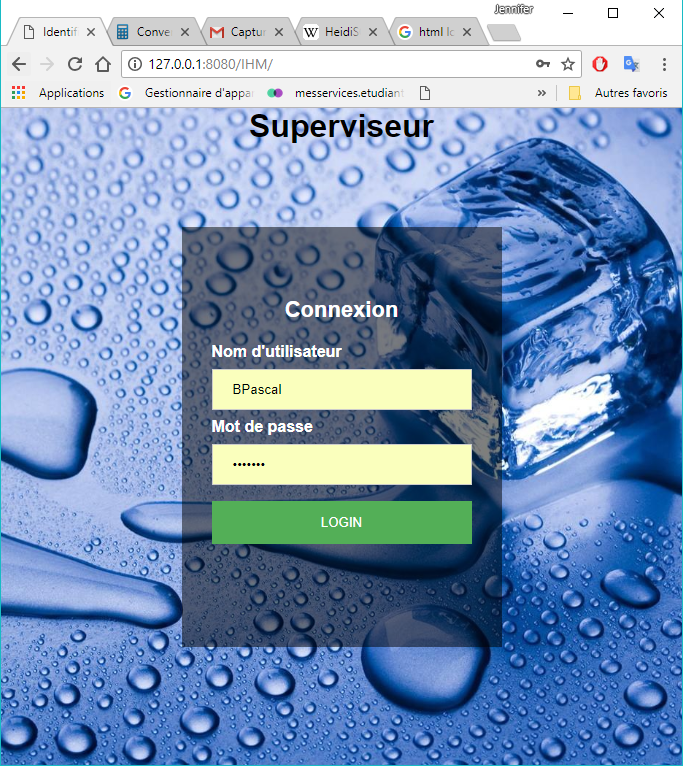 Jennifer
Identif
Conve
Captur
HeidiS
html lo
127.0.0.1:8080/IHM/
Applications
Gestionnaire d'appar
messervices.etudiant
»
Autres favoris
Superviseur
Connexion
Nom d'utilisateur
BPascal
Mot de passe
•••••••
LOGIN